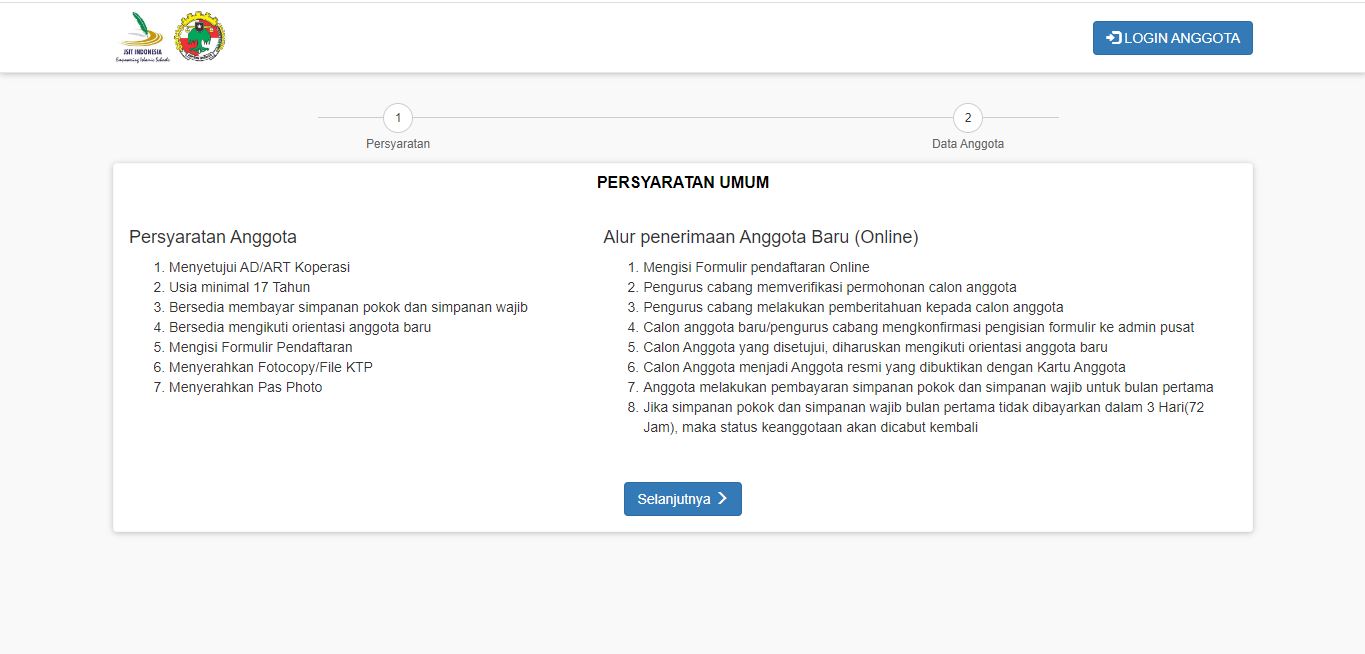 JSIT INDONESIA
Empowering Islamic Schools
LOGIN ANGGOTA
1
2
Persyaratan
Data Anggota
PERSYARATAN UMUM
Persyaratan Anggota
1. Menyetujui AD/ART Koperasi
2. Usia minimal 17 Tahun
3. Bersedia membayar simpanan pokok dan simpanan wajib
4. Bersedia mengikuti orientasi anggota baru
5. Mengisi Formulir Pendaftaran
6. Menyerahkan Fotocopy/File KTP
7. Menyerahkan Pas Photo
Alur penerimaan Anggota Baru (Online)
1. Mengisi Formulir pendaftaran Online
2. Pengurus cabang memverifikasi permohonan calon anggota
3. Pengurus cabang melakukan pemberitahuan kepada calon anggota
4. Calon anggota baru/pengurus cabang mengkonfirmasi pengisian formulir ke admin pusat
5. Calon Anggota yang disetujui, diharuskan mengikuti orientasi anggota baru
6. Calon Anggota menjadi Anggota resmi yang dibuktikan dengan Kartu Anggota
7. Anggota melakukan pembayaran simpanan pokok dan simpanan wajib untuk bulan pertama
8. Jika simpanan pokok dan simpanan wajib bulan pertama tidak dibayarkan dalam 3 Hari(72
Jam), maka status keanggotaan akan dicabut kembali
Selanjutnya